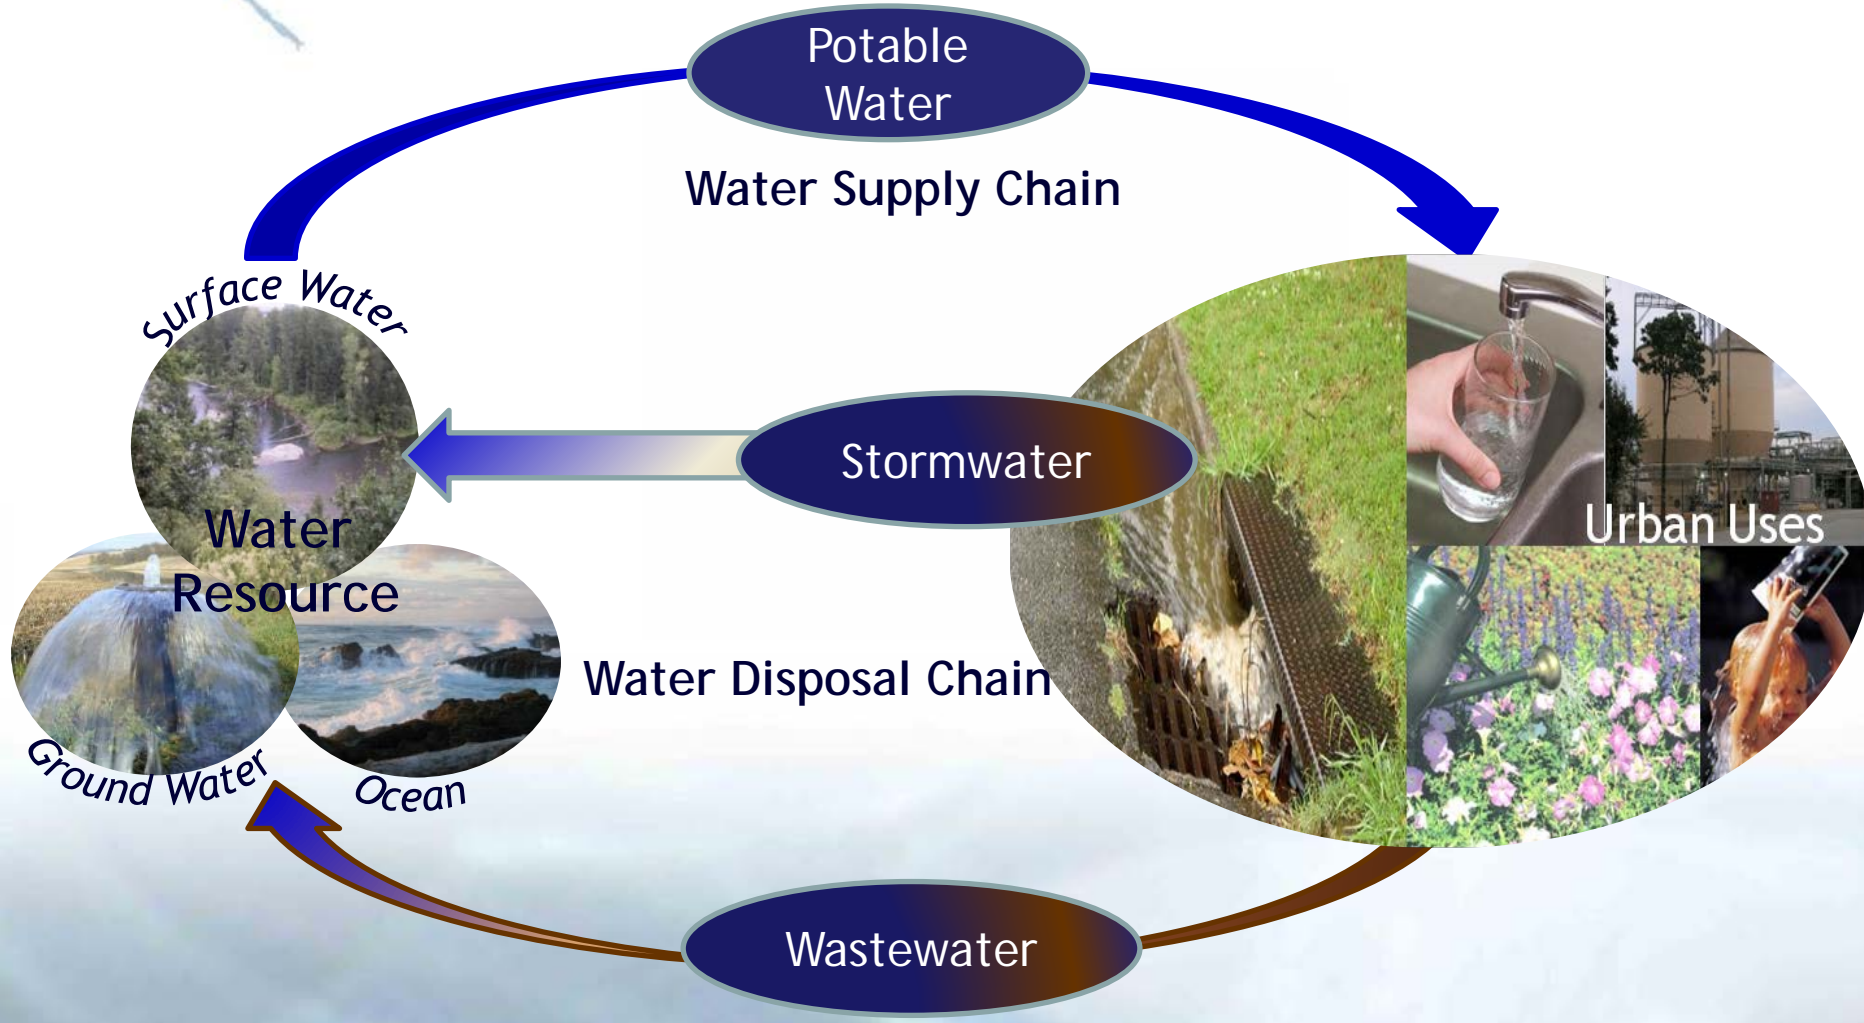 Potable
Water
Water Supply Chain
Surface Water
Stormwater
Water
Resource
Urban Uses
Water Disposal Chain
Ground Water
Ocean
Wastewater